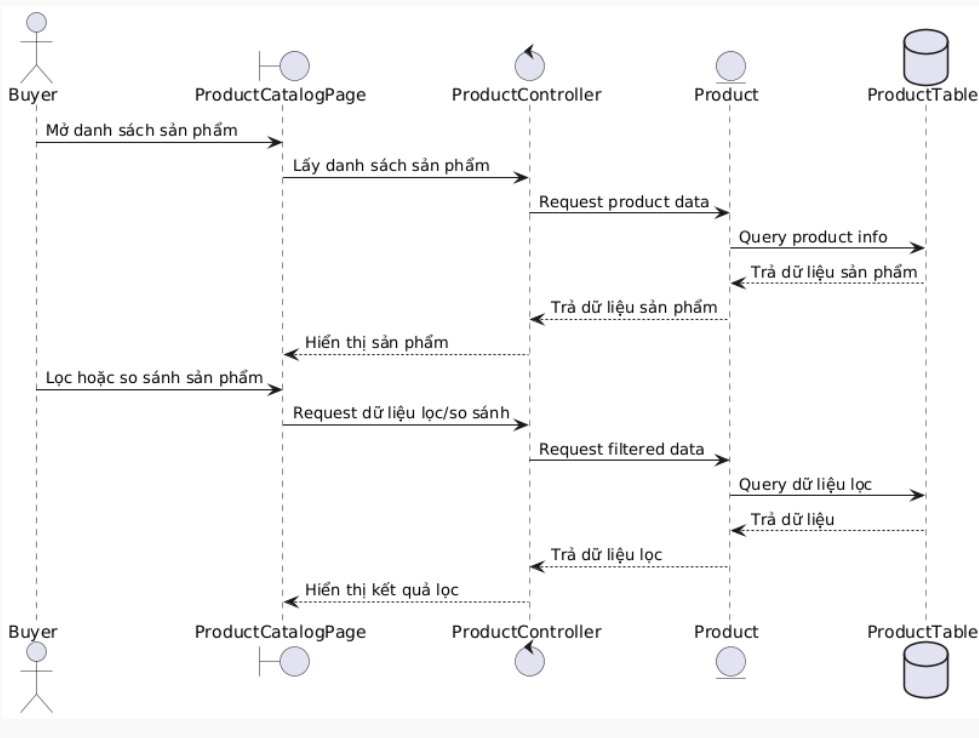 Buyer
ProductCatalogPage
ProductController
Product
ProductTable
Mở danh sách sản phẩm
Lấy danh sách sản phẩm
Request product data
Query product info
Trả dữ liệu sản phẩm
Trả dữ liệu sản phẩm
Hiển thị sản phẩm
Lọc hoặc so sánh sản phẩm
Request dữ liệu lọc/so sánh
Request filtered data
Query dữ liệu lọc
Trả dữ liệu
Trả dữ liệu lọc
Hiển thị kết quả lọc
Buyer
ProductCatalogPage
ProductController
Product
ProductTable